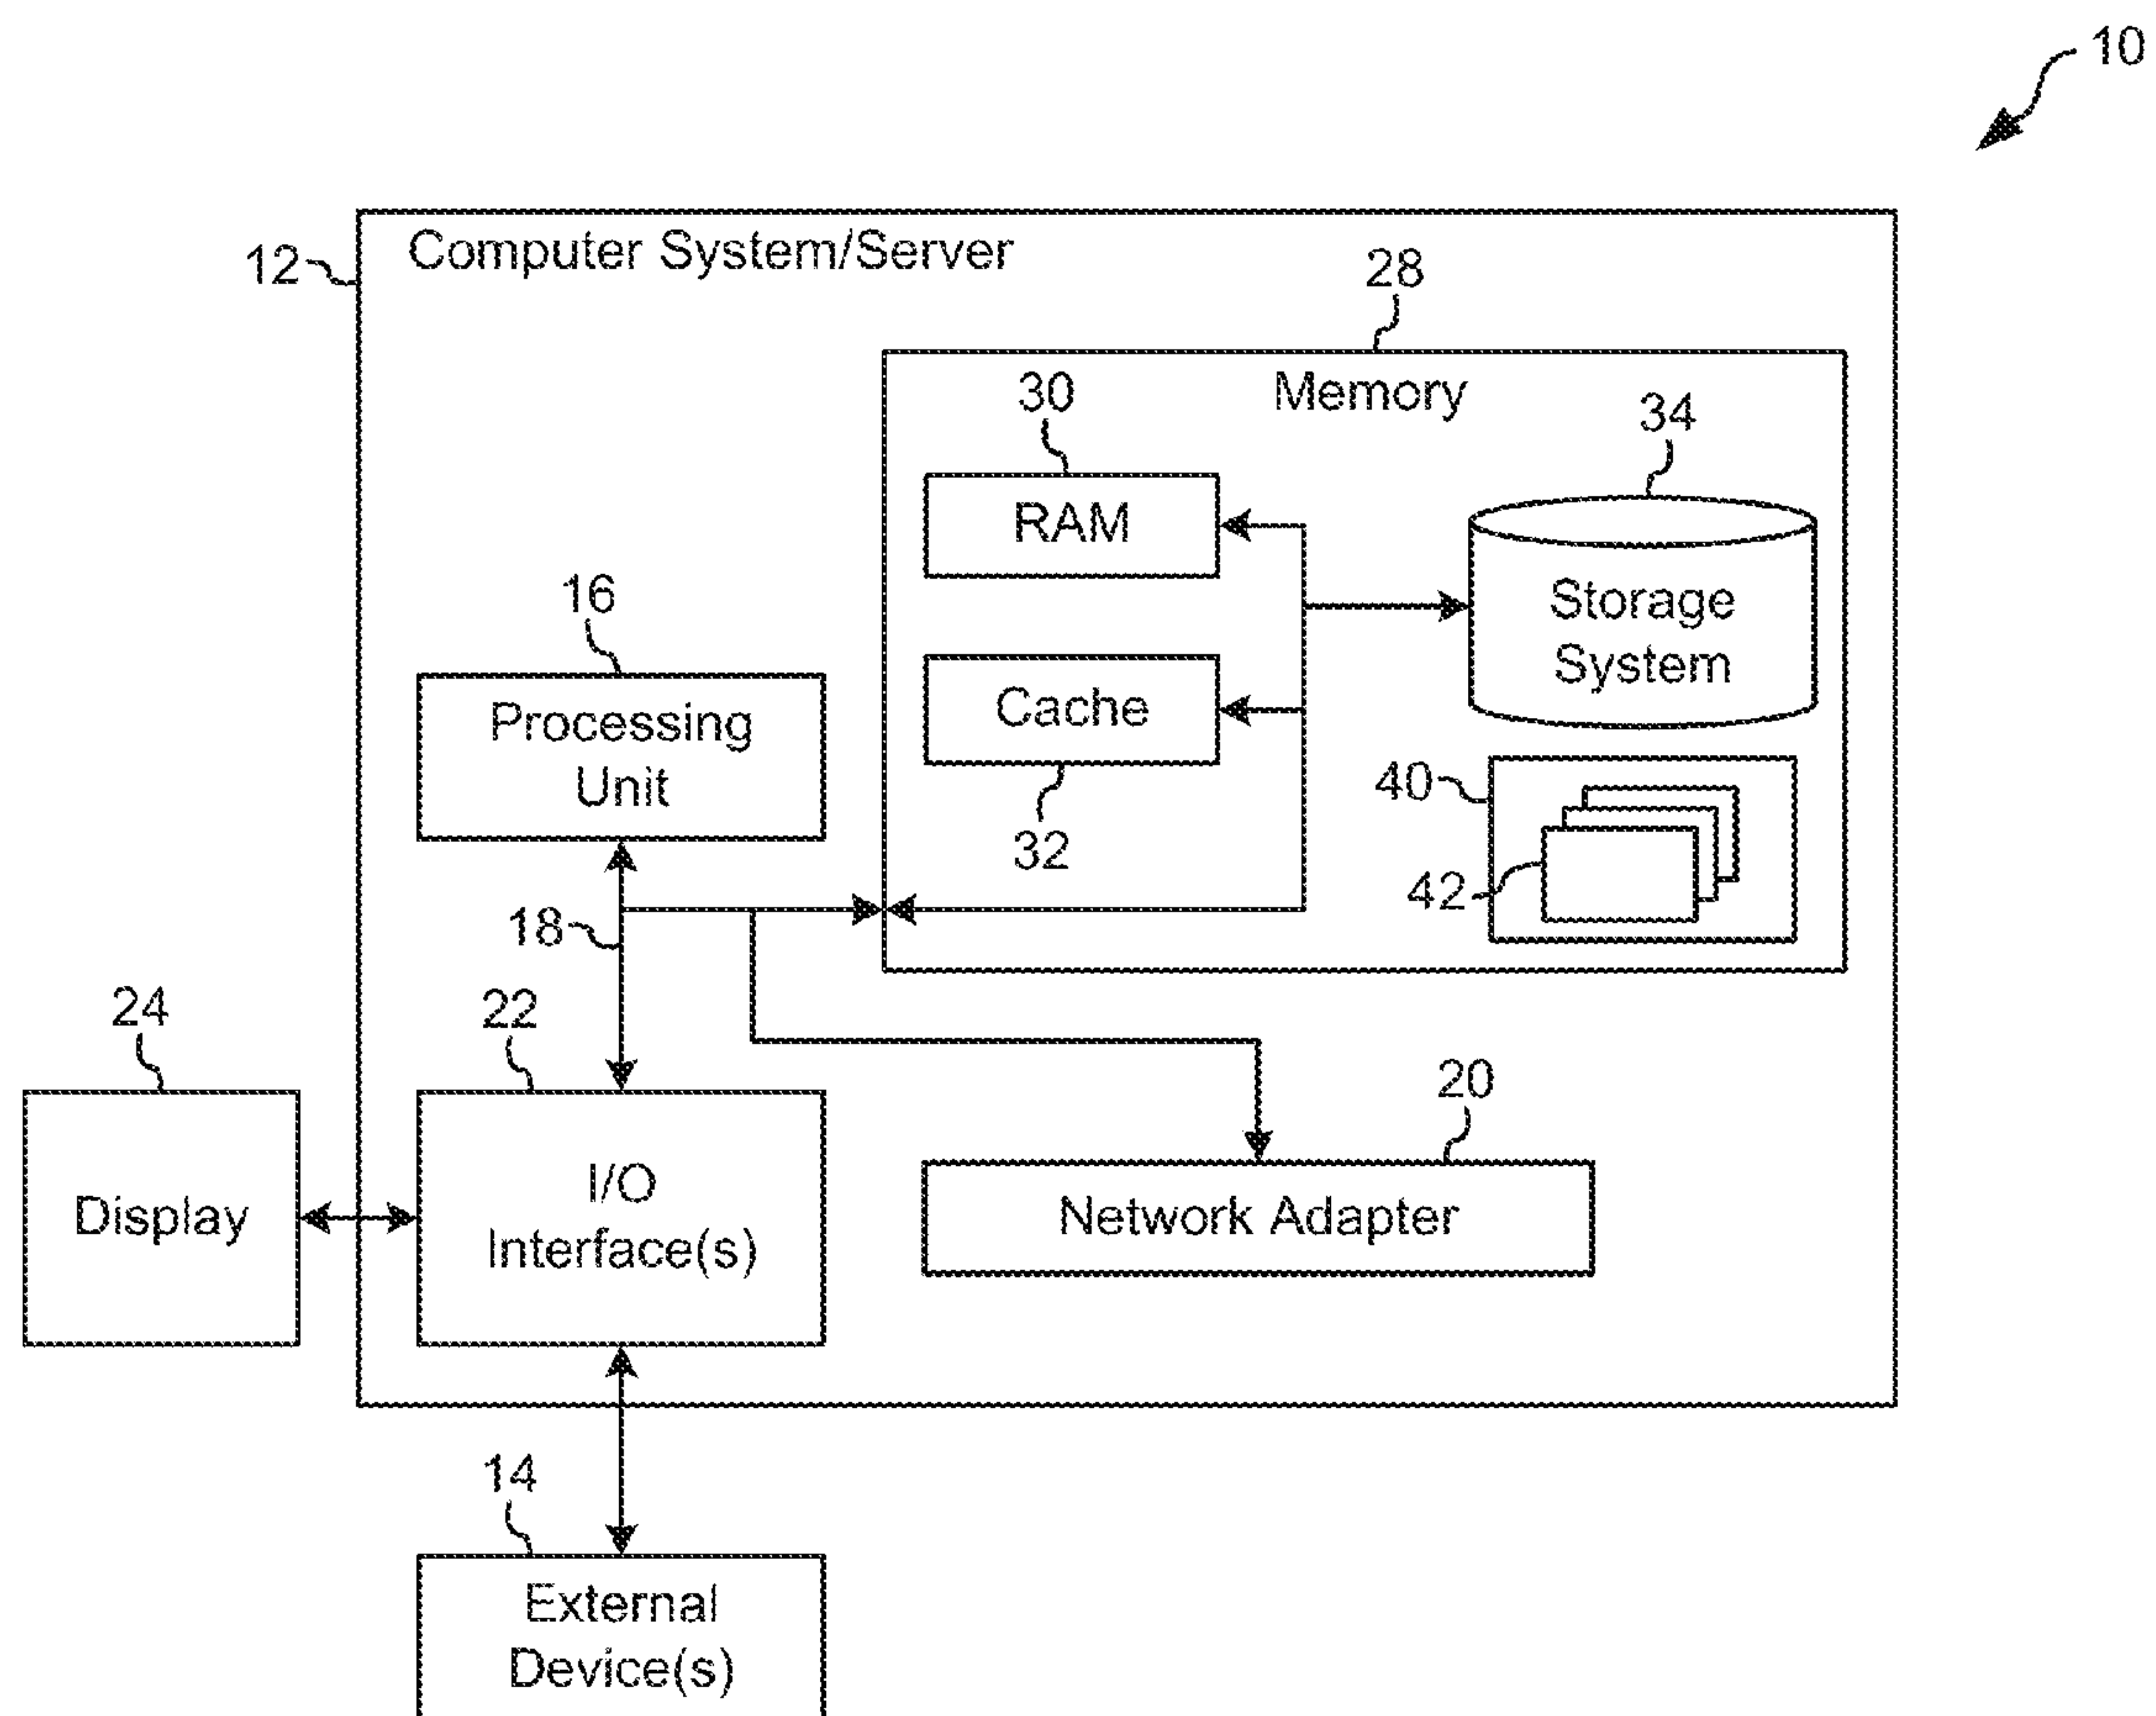 10
12
Computer System/Server
28
Memory
30
34
RAM
Storage
System
16
Processing
Unit
Cache
32
40
42
18
24
22
20
Display
I/O
Interface(s)
Network Adapter
14
External
Device(s)